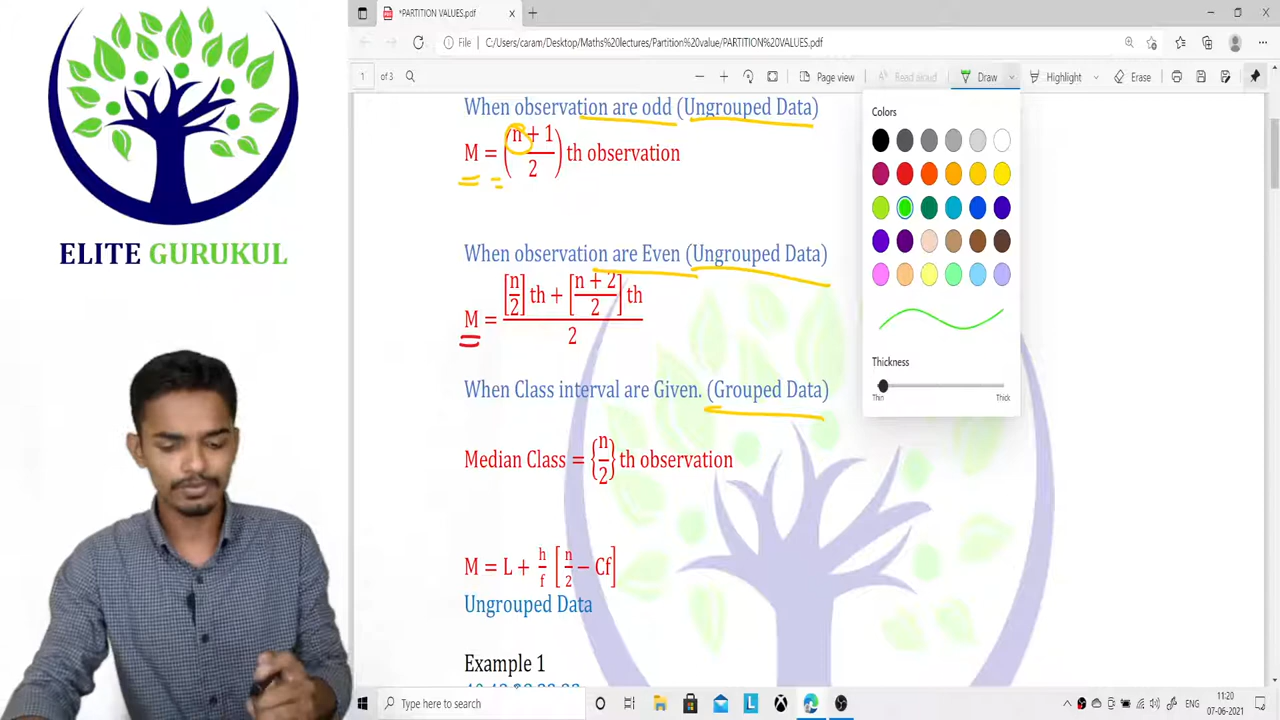 *PARTITION VALUES.pdf
File C:/Users/caram/Desktop/Maths%20lectures/Partition%20value/PARTITION%20VALUES.pdf
1 of 3
Page view
Read aloud
Draw
Highlight
Erase
When observation are odd (Ungrouped Data)
M = (n + 1 / 2) th observation
When observation are Even (Ungrouped Data)
M = [n/2] th + [n + 2 / 2] th / 2
When Class interval are Given. (Grouped Data)
Median Class = {n/2} th observation
M = L + h/f [n/2 − Cf]
Ungrouped Data
Example 1
Colors
Thickness
Thin Thick
ELITE GURUKUL
Type here to search
ENG
11:20
07-06-2021